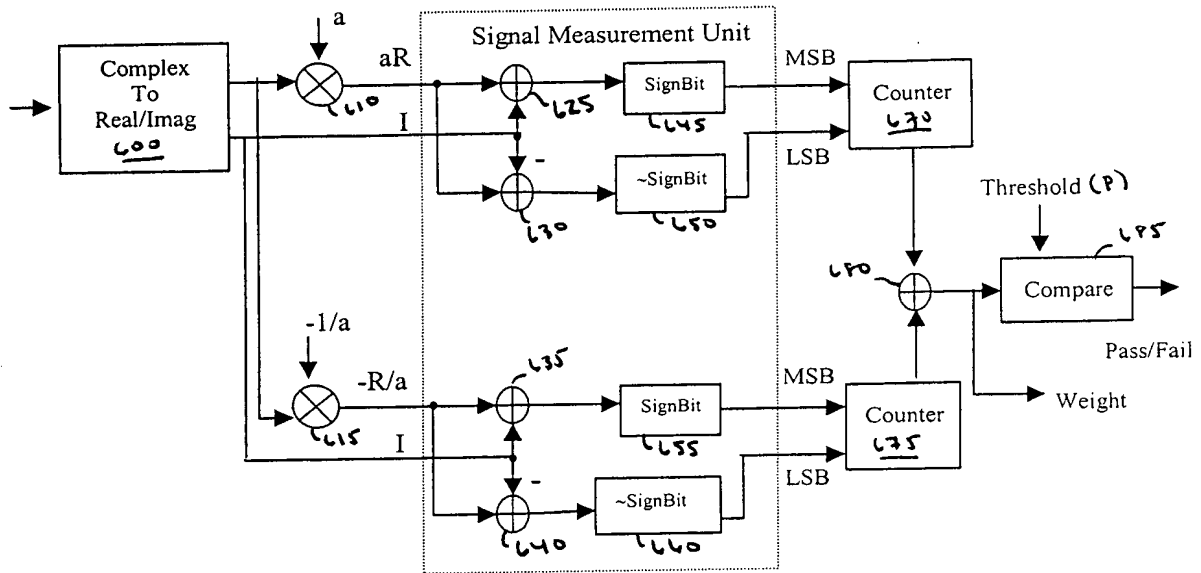 a
Signal Measurement Unit
Complex
To
Real/Imag
600
aR
610
I
625
SignBit
645
MSB
Counter
670
-
630
~SignBit
650
LSB
Threshold (P)
685
680
Compare
Pass/Fail
-1/a
-R/a
615
I
635
SignBit
655
MSB
Counter
675
Weight
-
640
~SignBit
660
LSB